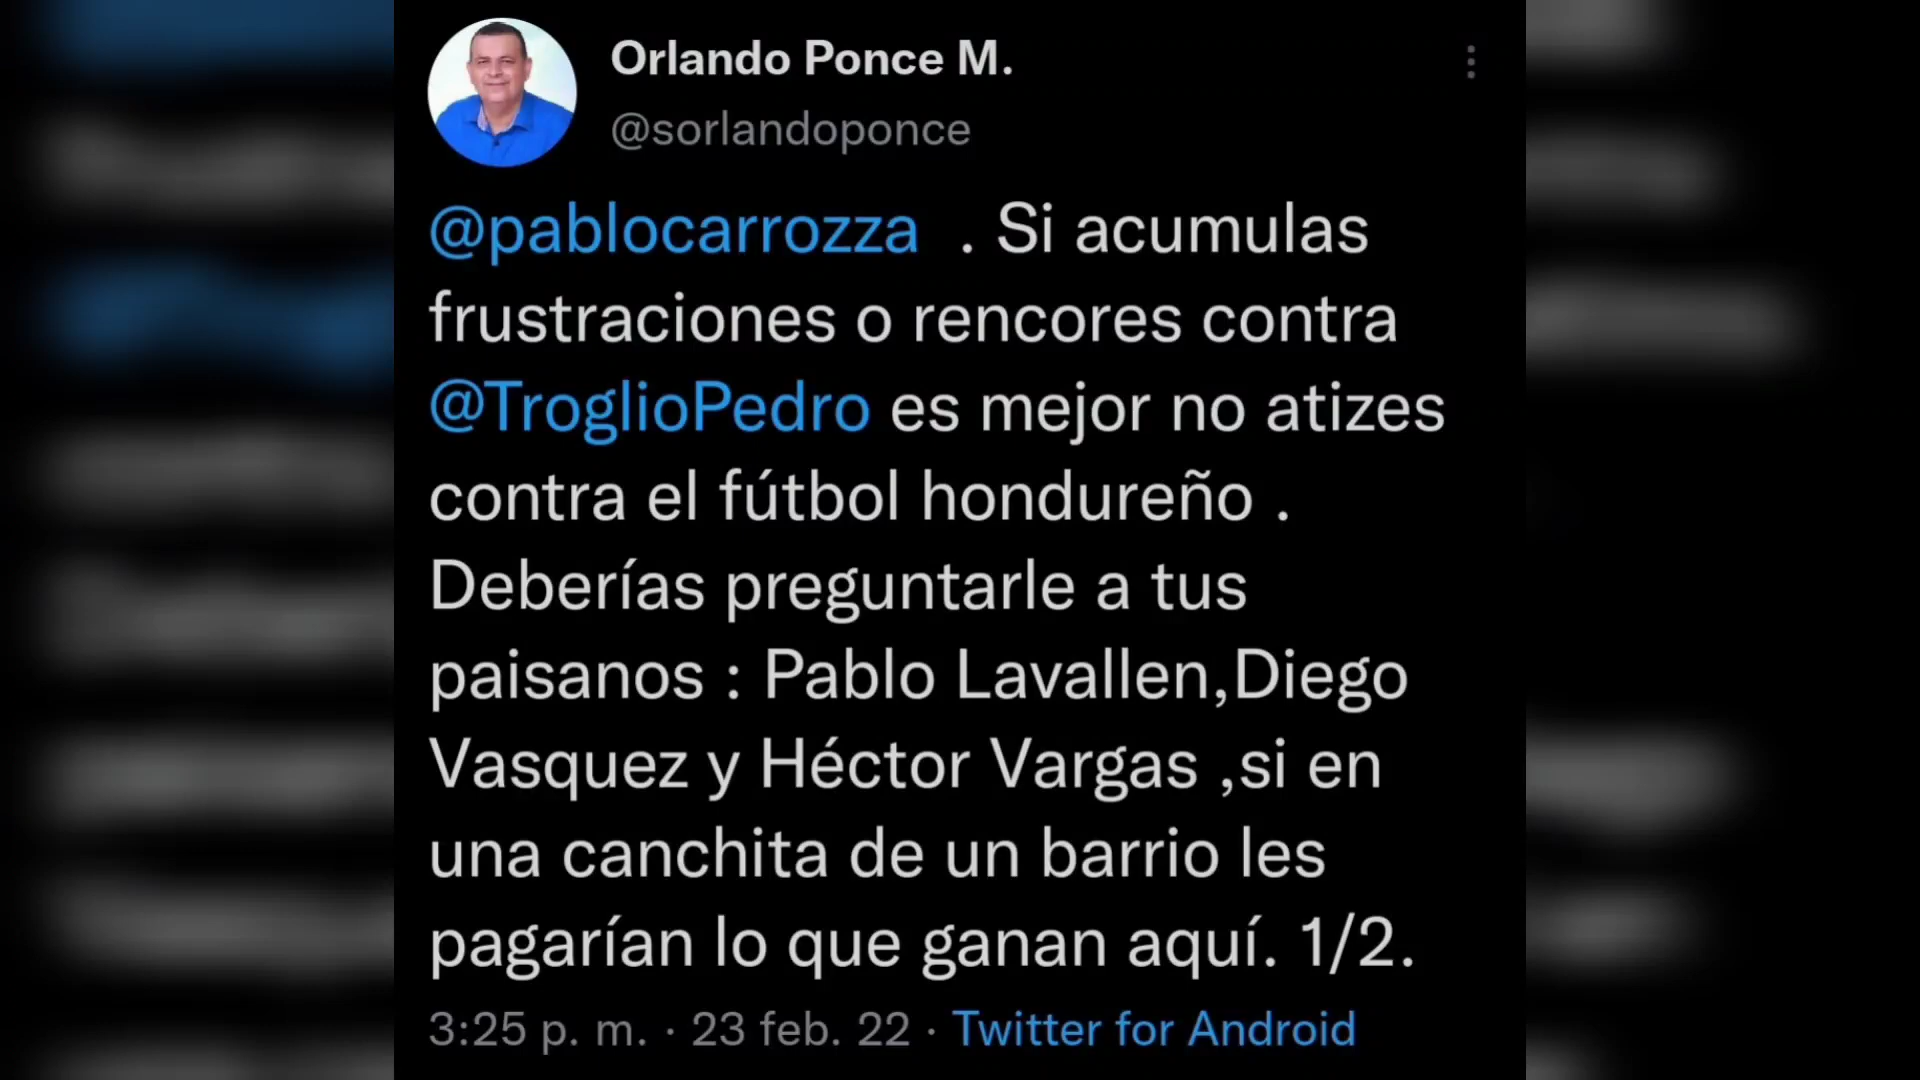 Orlando Ponce M.
@sorlandoponce
@pablocarrozza . Si acumulas
frustraciones o rencores contra
@TroglioPedro es mejor no atizes
contra el fútbol hondureño .
Deberías preguntarle a tus
paisanos : Pablo Lavallen,Diego
Vasquez y Héctor Vargas ,si en
una canchita de un barrio les
pagarían lo que ganan aquí. 1/2.
3:25 p. m. · 23 feb. 22 · Twitter for Android